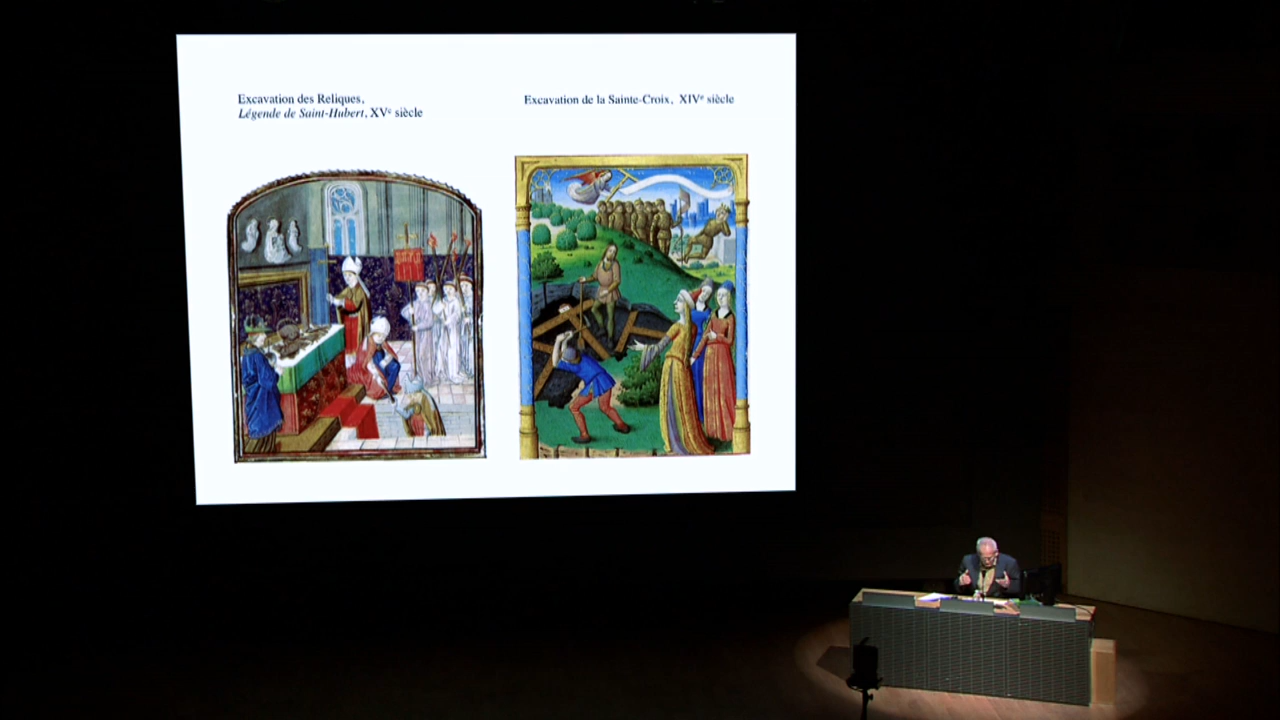 Excavation des Reliques,
Légende de Saint-Hubert, XVᵉ siècle
Excavation de la Sainte-Croix, XIVᵉ siècle